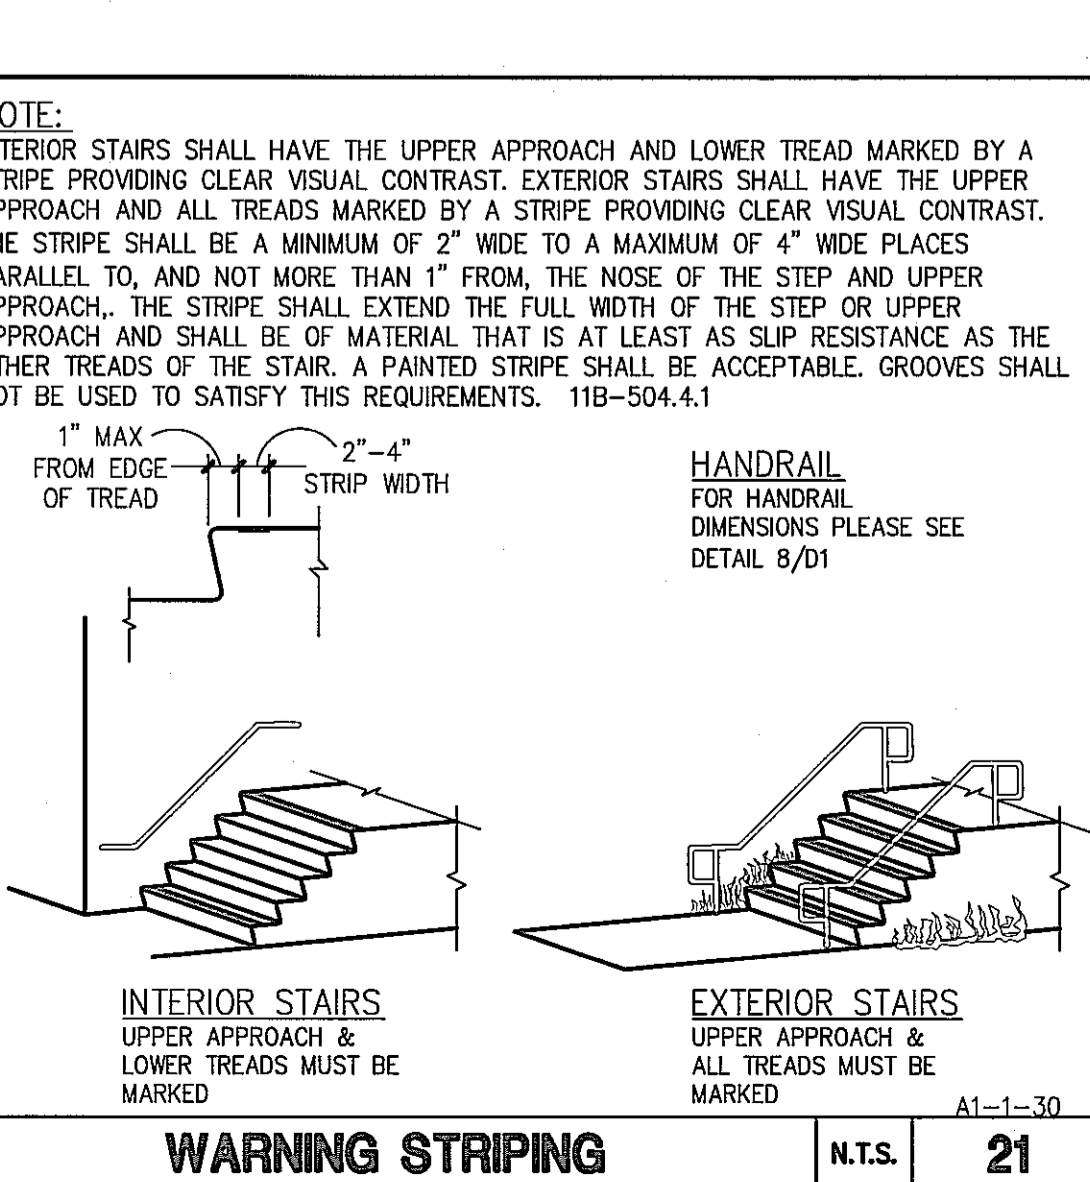 OTE:
TERIOR STAIRS SHALL HAVE THE UPPER APPROACH AND LOWER TREAD MARKED BY A
TRIPE PROVIDING CLEAR VISUAL CONTRAST. EXTERIOR STAIRS SHALL HAVE THE UPPER
PPROACH AND ALL TREADS MARKED BY A STRIPE PROVIDING CLEAR VISUAL CONTRAST.
HE STRIPE SHALL BE A MINIMUM OF 2" WIDE TO A MAXIMUM OF 4" WIDE PLACES
ARALLEL TO, AND NOT MORE THAN 1" FROM, THE NOSE OF THE STEP AND UPPER
PPROACH,. THE STRIPE SHALL EXTEND THE FULL WIDTH OF THE STEP OR UPPER
PPROACH AND SHALL BE OF MATERIAL THAT IS AT LEAST AS SLIP RESISTANCE AS THE
THER TREADS OF THE STAIR. A PAINTED STRIPE SHALL BE ACCEPTABLE. GROOVES SHALL
OT BE USED TO SATISFY THIS REQUIREMENTS. 11B-504.4.1
1" MAX
FROM EDGE
OF TREAD
2"-4"
STRIP WIDTH
HANDRAIL
FOR HANDRAIL
DIMENSIONS PLEASE SEE
DETAIL 8/D1
INTERIOR STAIRS
UPPER APPROACH &
LOWER TREADS MUST BE
MARKED
EXTERIOR STAIRS
UPPER APPROACH &
ALL TREADS MUST BE
MARKED
A1-1-30
WARNING STRIPING
N.T.S.
21